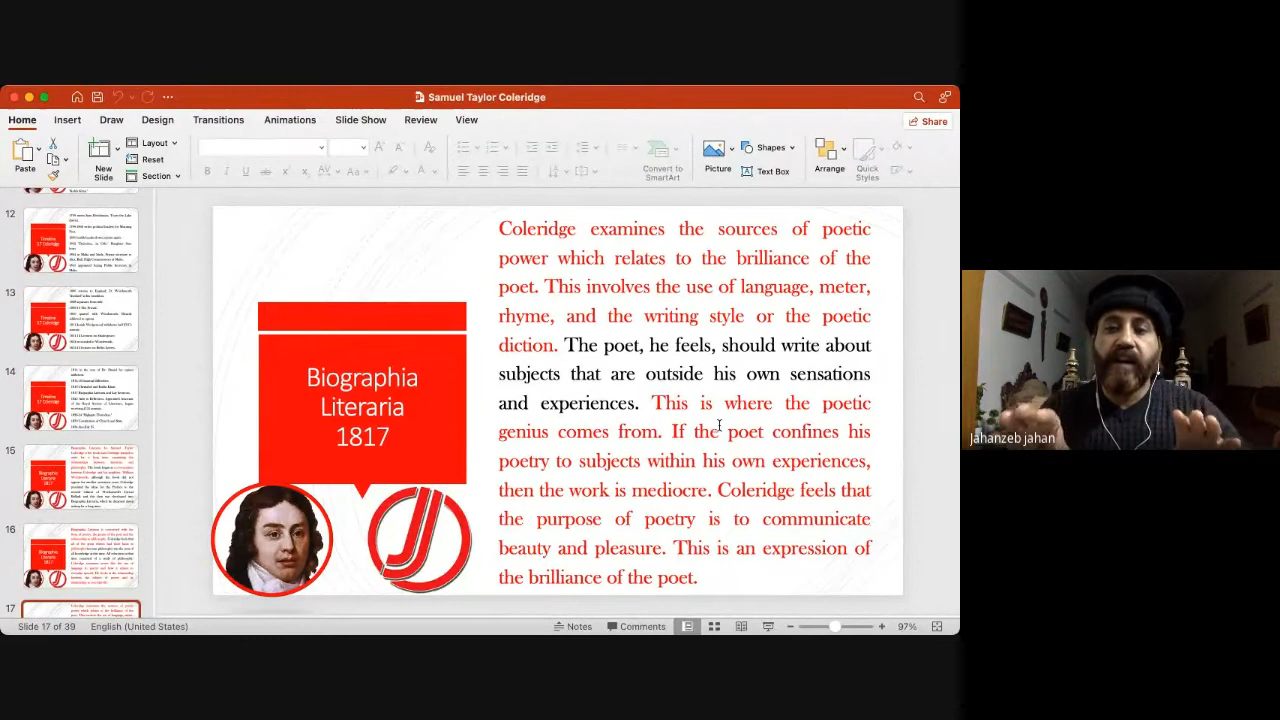 Samuel Taylor Coleridge
Home Insert Draw Design Transitions Animations Slide Show Review View Share
Paste New Slide Layout Reset Section Convert to SmartArt Picture Shapes Text Box Arrange Quick Styles
12
13
14
15
16
17
Biographia
Literaria
1817
Coleridge examines the sources of poetic
power which relates to the brilliance of the
poet. This involves the use of language, meter,
rhyme, and the writing style or the poetic
diction. The poet, he feels, should write about
subjects that are outside his own sensations
and experiences. This is where the poetic
genius comes from. If the poet confines his
poetry to subjects within his own experiences,
then the work is mediocre. Coleridge feels that
the purpose of poetry is to communicate
beauty and pleasure. This is an expression of
the brilliance of the poet.
Jahanzeb jahan
Slide 17 of 39 English (United States) Notes Comments 97%